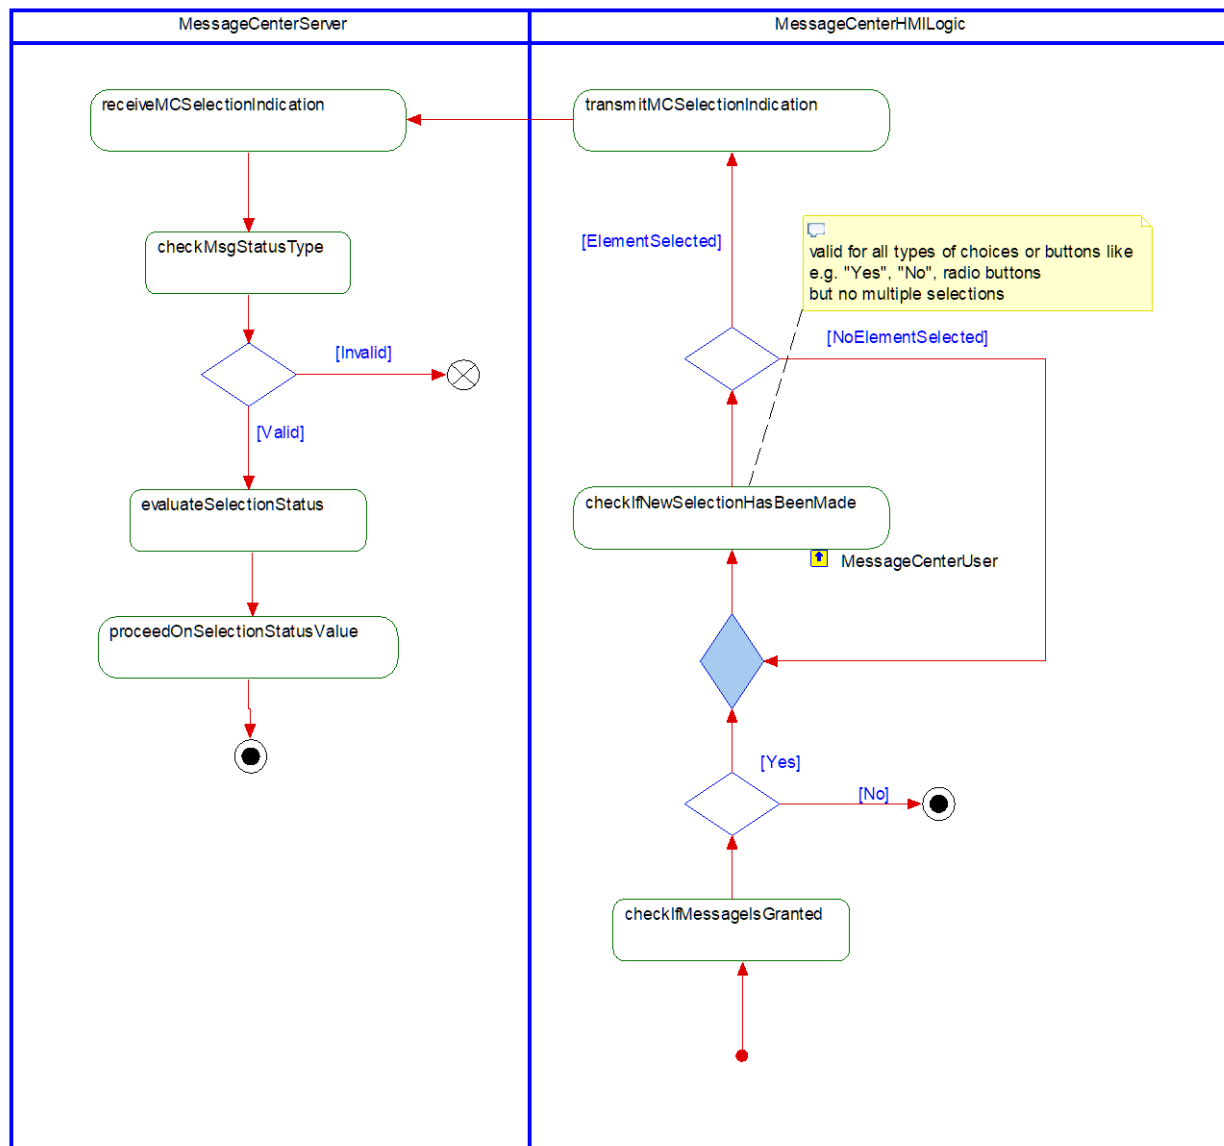 MessageCenterServer
MessageCenterHMILogic
receiveMCSelectionIndication
transmitMCSelectionIndication
[ElementSelected]
checkMsgStatusType
valid for all types of choices or buttons like
e.g. "Yes", "No", radio buttons
but no multiple selections
[NoElementSelected]
[Invalid]
[Valid]
evaluateSelectionStatus
checkIfNewSelectionHasBeenMade
MessageCenterUser
proceedOnSelectionStatusValue
[Yes]
[No]
checkIfMessageIsGranted